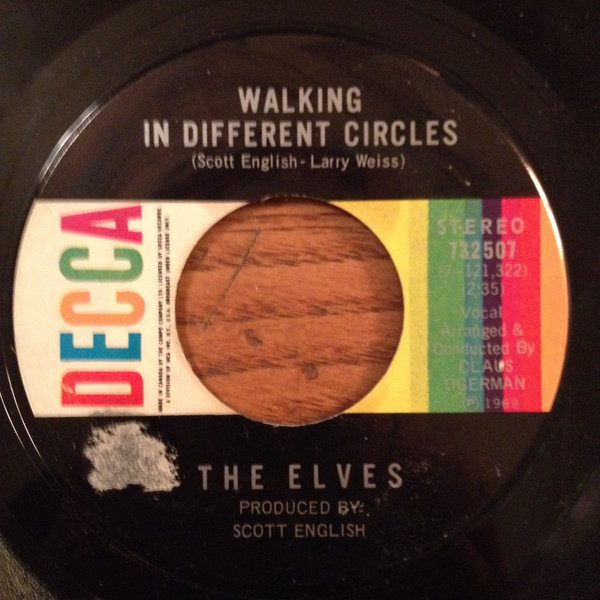 WALKING
IN DIFFERENT CIRCLES
(Scott English - Larry Weiss)
DECCA
STEREO
732507
(7-121,322)
(2:35)
Vocal
Arranged &
Conducted By
CLAUS
OGERMAN
℗ 1969
THE ELVES
PRODUCED BY:
SCOTT ENGLISH